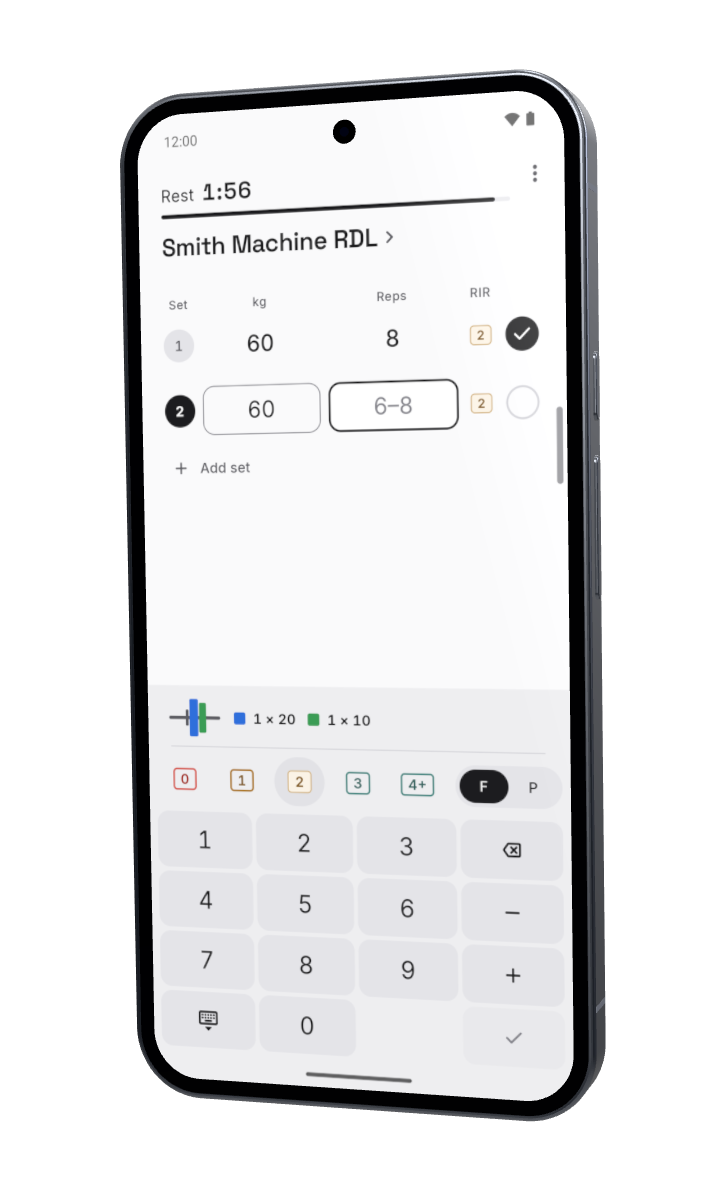 12:00
Rest 1:56
Smith Machine RDL
Set kg Reps RIR
1 60 8 2
2 60 6–8 2
+ Add set
1 × 20 1 × 10
0 1 2 3 4+ F P
1 2 3
4 5 6 −
7 8 9 +
0